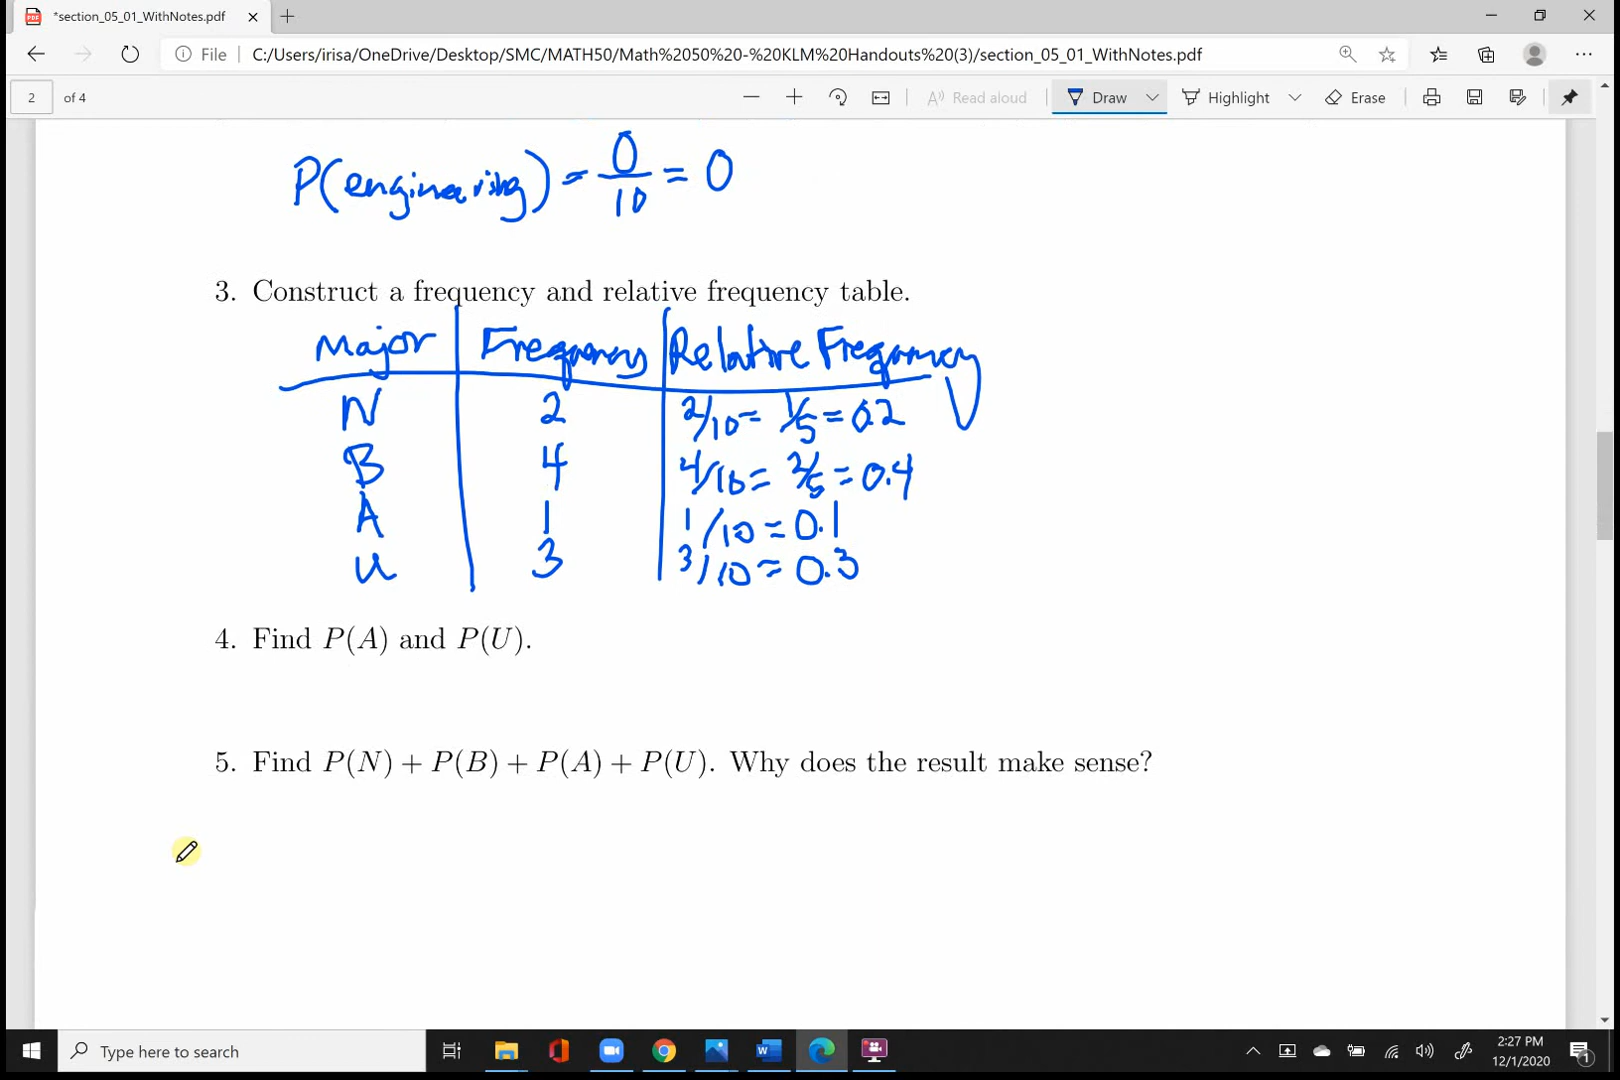 *section_05_01_WithNotes.pdf
File C:/Users/irisa/OneDrive/Desktop/SMC/MATH50/Math%2050%20-%20KLM%20Handouts%20(3)/section_05_01_WithNotes.pdf
2 of 4 Read aloud Draw Highlight Erase
P(engineering) = 0/10 = 0
3. Construct a frequency and relative frequency table.
Major Frequency Relative Frequency
N 2 2/10 = 1/5 = 0.2
B 4 4/10 = 2/5 = 0.4
A 1 1/10 = 0.1
U 3 3/10 = 0.3
4. Find P(A) and P(U).
5. Find P(N) + P(B) + P(A) + P(U). Why does the result make sense?
Type here to search
2:27 PM
12/1/2020
1